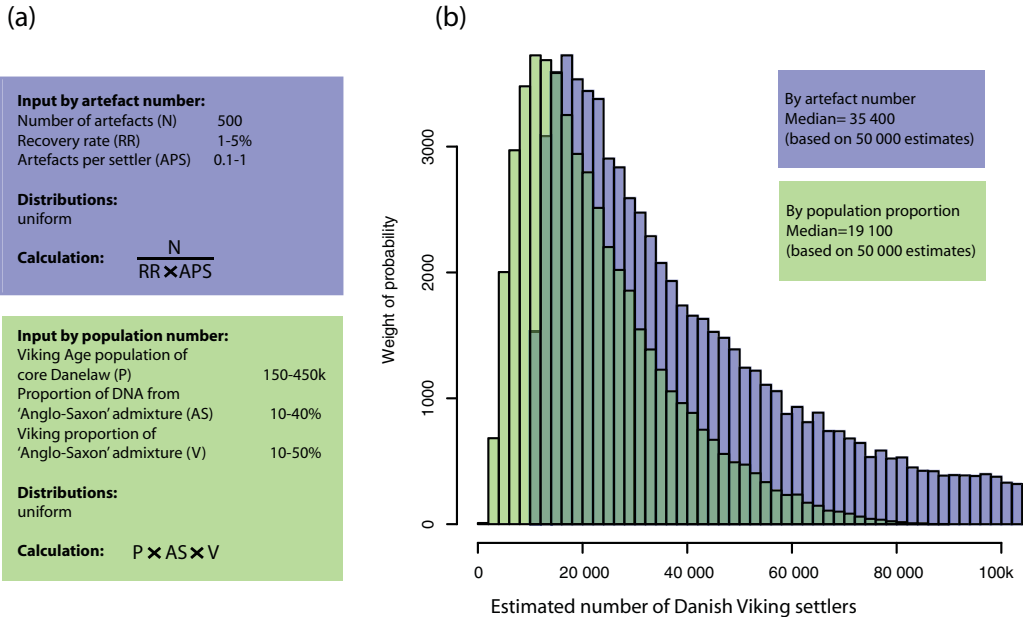 (a)
Input by artefact number:
Number of artefacts (N) 500
Recovery rate (RR) 1-5%
Artefacts per settler (APS) 0.1-1
Distributions:
uniform
Calculation: N
RR × APS
Input by population number:
Viking Age population of
core Danelaw (P) 150-450k
Proportion of DNA from
‘Anglo-Saxon’ admixture (AS) 10-40%
Viking proportion of
‘Anglo-Saxon’ admixture (V) 10-50%
Distributions:
uniform
Calculation: P × AS × V
(b)
By artefact number
Median= 35 400
(based on 50 000 estimates)
By population proportion
Median=19 100
(based on 50 000 estimates)
Weight of probability
3000
2000
1000
0
0 20 000 40 000 60 000 80 000 100k
Estimated number of Danish Viking settlers